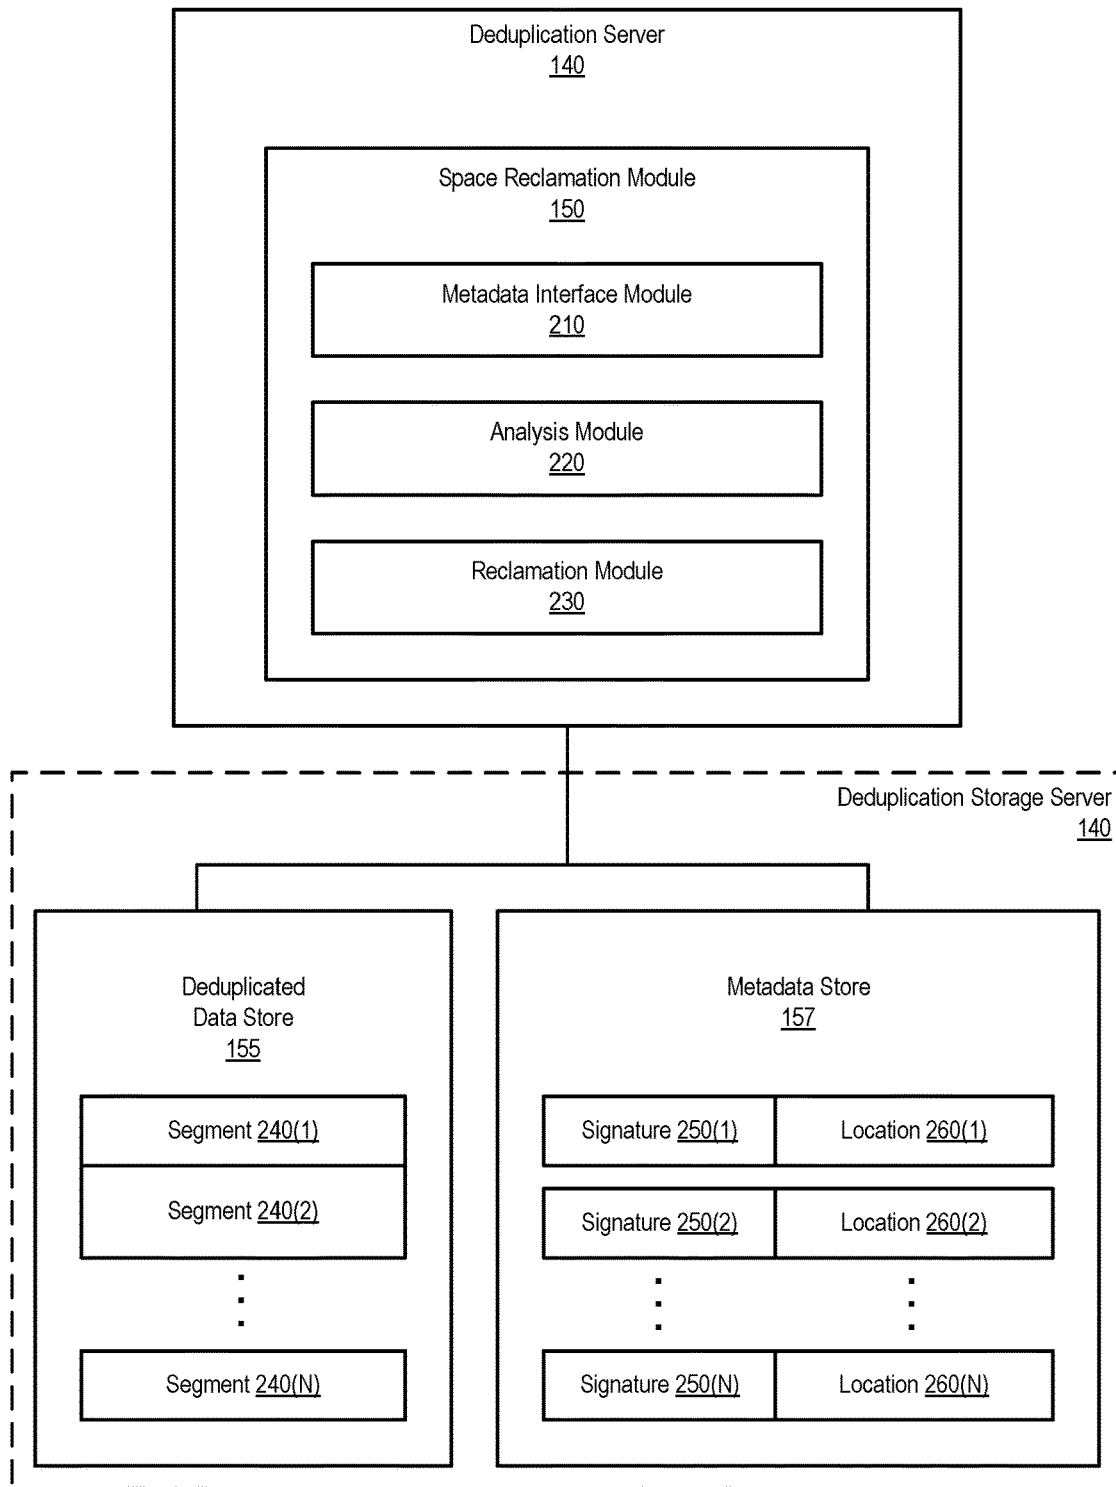 Deduplication Server
140
Space Reclamation Module
150
Metadata Interface Module
210
Analysis Module
220
Reclamation Module
230
Deduplication Storage Server
140
Deduplicated
Data Store
155
Segment 240(1)
Segment 240(2)
Segment 240(N)
Metadata Store
157
Signature 250(1) Location 260(1)
Signature 250(2) Location 260(2)
Signature 250(N) Location 260(N)